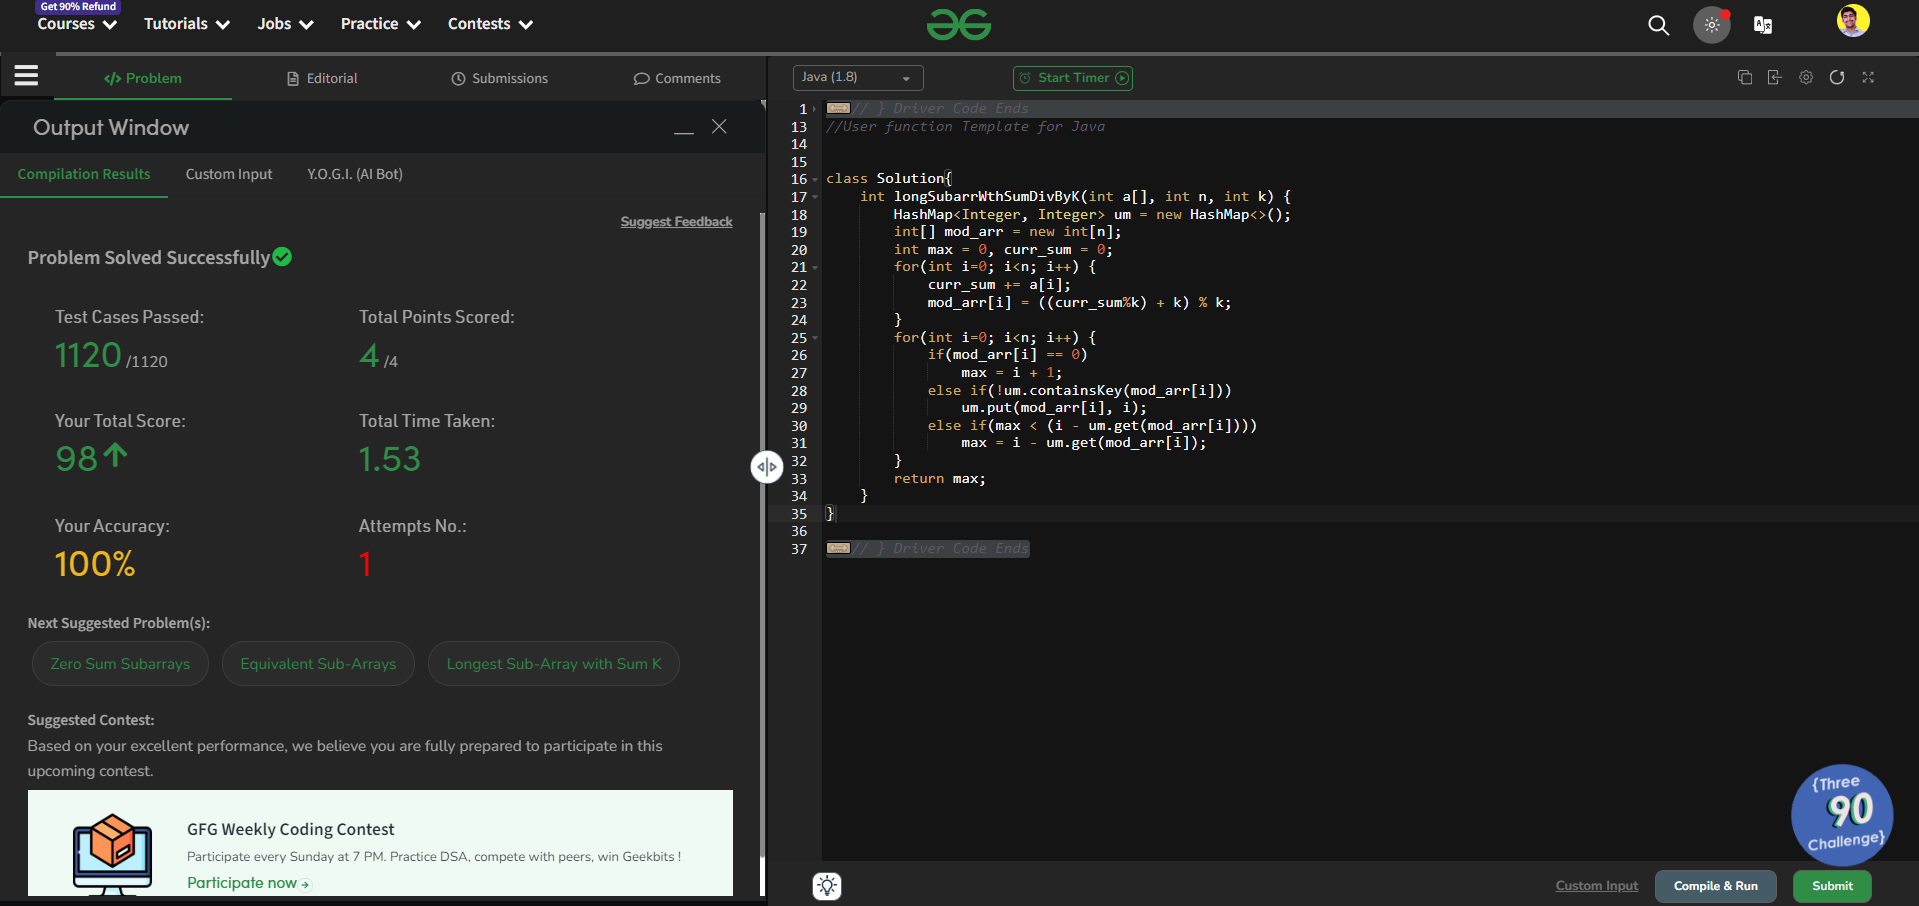 Get 90% Refund
Courses
Tutorials
Jobs
Practice
Contests
Problem
Editorial
Submissions
Comments
Output Window
Compilation Results
Custom Input
Y.O.G.I. (AI Bot)
Suggest Feedback
Problem Solved Successfully
Test Cases Passed:
1120 /1120
Total Points Scored:
4 /4
Your Total Score:
98
Total Time Taken:
1.53
Your Accuracy:
100%
Attempts No.:
1
Next Suggested Problem(s):
Zero Sum Subarrays
Equivalent Sub-Arrays
Longest Sub-Array with Sum K
Suggested Contest:
Based on your excellent performance, we believe you are fully prepared to participate in this
upcoming contest.
GFG Weekly Coding Contest
Participate every Sunday at 7 PM. Practice DSA, compete with peers, win Geekbits !
Participate now
Java (1.8)
Start Timer
1 // } Driver Code Ends
13 //User function Template for Java
14
15
16 class Solution{
17 int longSubarrWthSumDivByK(int a[], int n, int k) {
18 HashMap<Integer, Integer> um = new HashMap<>();
19 int[] mod_arr = new int[n];
20 int max = 0, curr_sum = 0;
21 for(int i=0; i<n; i++) {
22 curr_sum += a[i];
23 mod_arr[i] = ((curr_sum%k) + k) % k;
24 }
25 for(int i=0; i<n; i++) {
26 if(mod_arr[i] == 0)
27 max = i + 1;
28 else if(!um.containsKey(mod_arr[i]))
29 um.put(mod_arr[i], i);
30 else if(max < (i - um.get(mod_arr[i])))
31 max = i - um.get(mod_arr[i]);
32 }
33 return max;
34 }
35 }
36
37 // } Driver Code Ends
{Three
90
Challenge}
Custom Input
Compile & Run
Submit